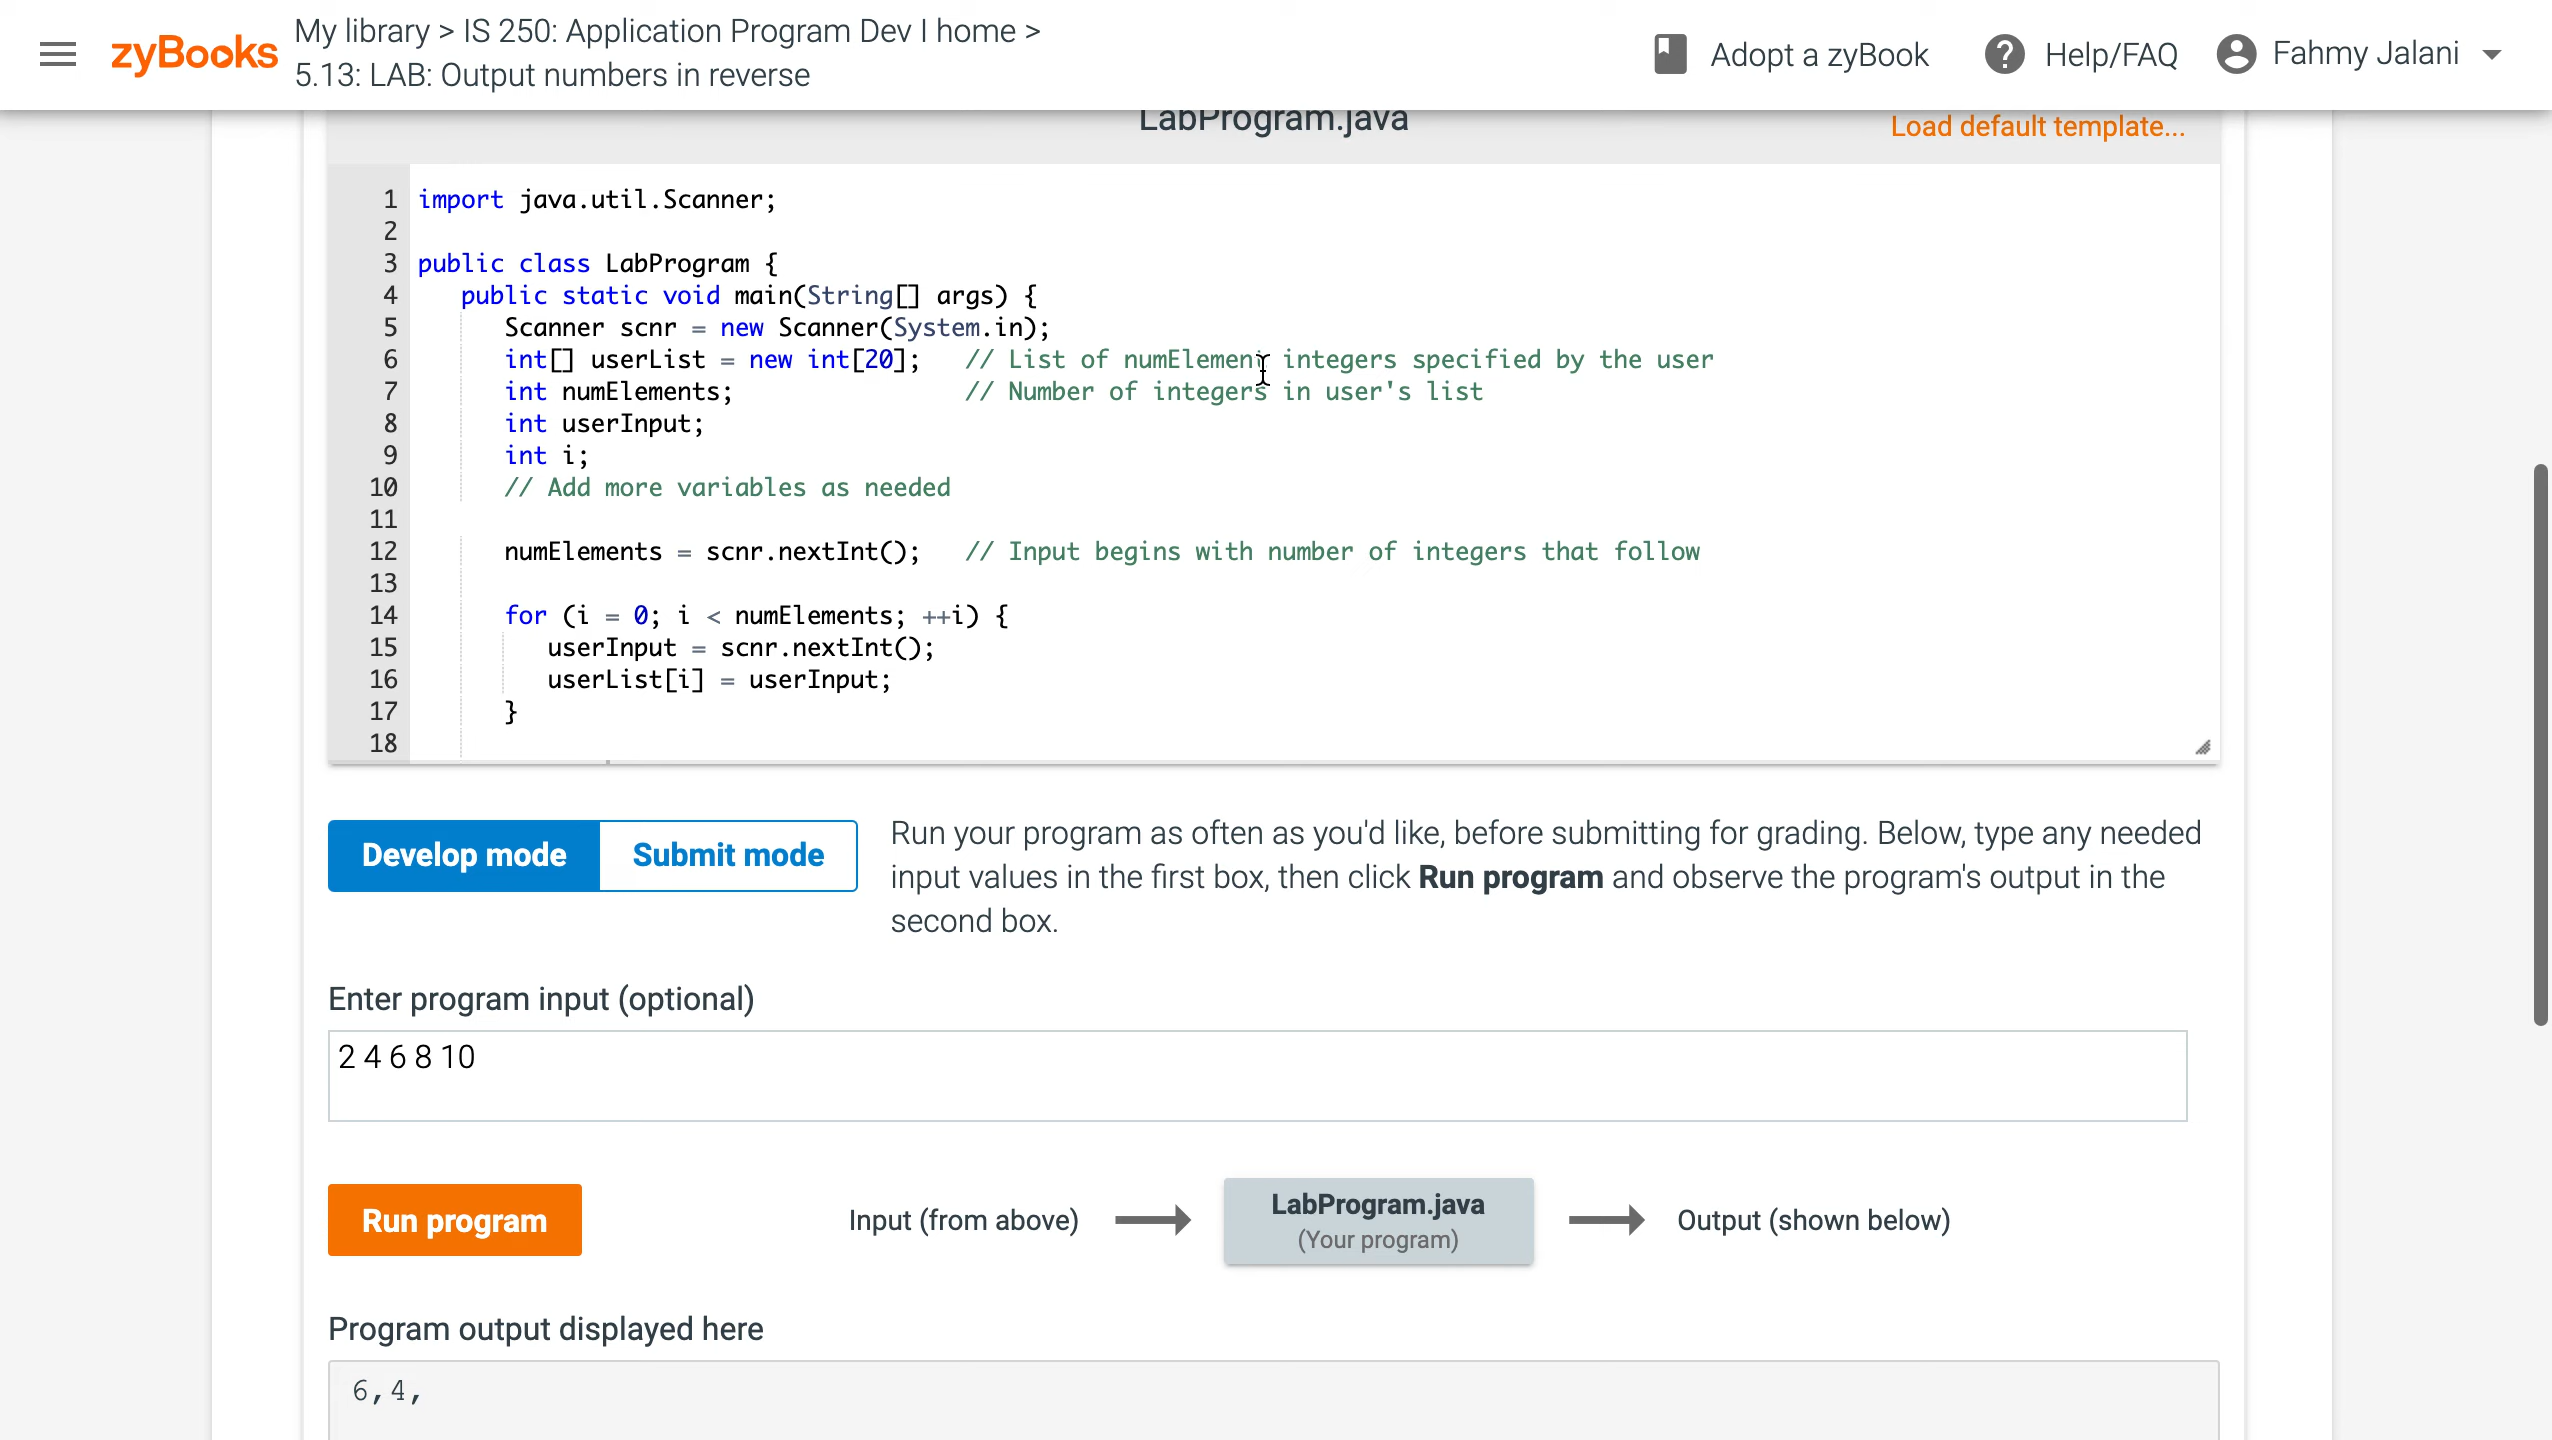 zyBooks
My library > IS 250: Application Program Dev I home >
5.13: LAB: Output numbers in reverse
Adopt a zyBook
Help/FAQ
Fahmy Jalani
LabProgram.java
Load default template...
1 import java.util.Scanner;
2
3 public class LabProgram {
4 public static void main(String[] args) {
5 Scanner scnr = new Scanner(System.in);
6 int[] userList = new int[20]; // List of numElement integers specified by the user
7 int numElements; // Number of integers in user's list
8 int userInput;
9 int i;
10 // Add more variables as needed
11
12 numElements = scnr.nextInt(); // Input begins with number of integers that follow
13
14 for (i = 0; i < numElements; ++i) {
15 userInput = scnr.nextInt();
16 userList[i] = userInput;
17 }
18
Develop mode
Submit mode
Run your program as often as you'd like, before submitting for grading. Below, type any needed
input values in the first box, then click Run program and observe the program's output in the
second box.
Enter program input (optional)
2 4 6 8 10
Run program
Input (from above)
LabProgram.java
(Your program)
Output (shown below)
Program output displayed here
6,4,